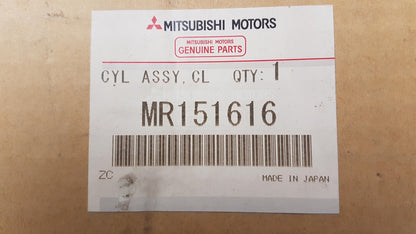 MITSUBISHI MOTORS
MITSUBISHI MOTORS
GENUINE PARTS
CYL ASSY,CL QTY:1
MR151616
ZC MADE IN JAPAN